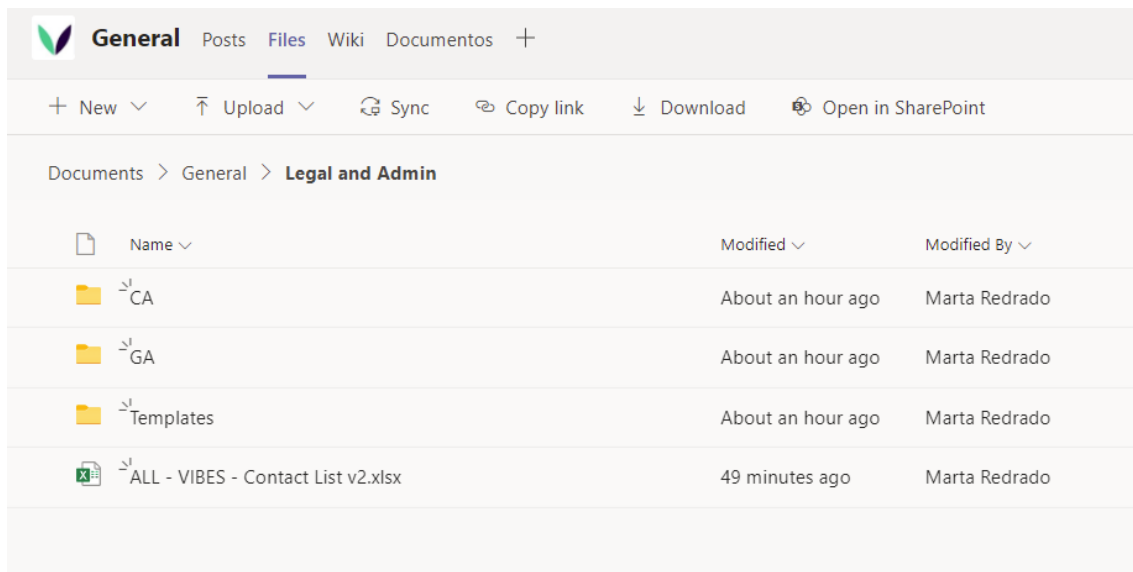 General Posts Files Wiki Documentos
New Upload Sync Copy link Download Open in SharePoint
Documents > General > Legal and Admin
Name Modified Modified By
CA About an hour ago Marta Redrado
GA About an hour ago Marta Redrado
Templates About an hour ago Marta Redrado
ALL - VIBES - Contact List v2.xlsx 49 minutes ago Marta Redrado